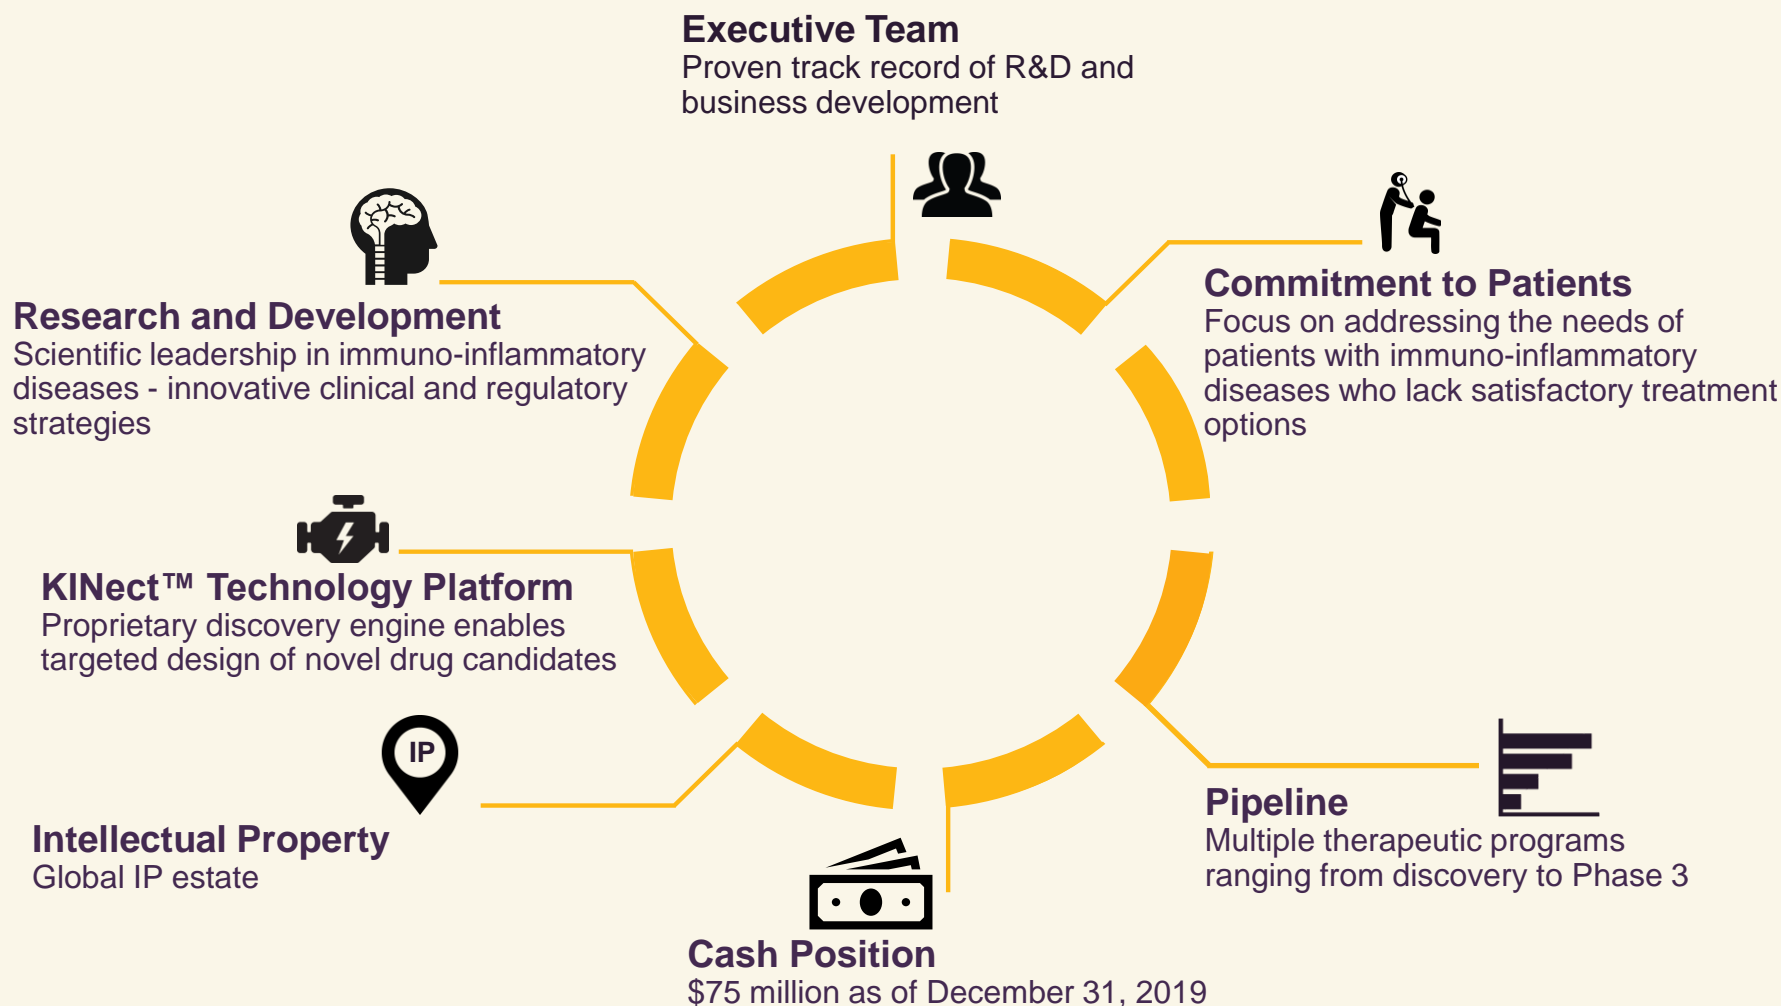 Executive Team
Proven track record of R&D and
business development
Research and Development
Scientific leadership in immuno-inflammatory
diseases - innovative clinical and regulatory
strategies
Commitment to Patients
Focus on addressing the needs of
patients with immuno-inflammatory
diseases who lack satisfactory treatment
options
KINect™ Technology Platform
Proprietary discovery engine enables
targeted design of novel drug candidates
IP
Intellectual Property
Global IP estate
Pipeline
Multiple therapeutic programs
ranging from discovery to Phase 3
Cash Position
$75 million as of December 31, 2019